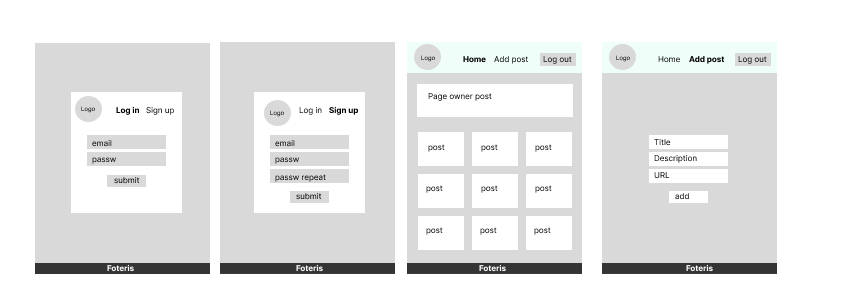 Logo
Log in Sign up
email
passw
submit
Foteris
Logo
Log in Sign up
email
passw
passw repeat
submit
Foteris
Logo
Home Add post Log out
Page owner post
post post post
post post post
post post post
Foteris
Logo
Home Add post Log out
Title
Description
URL
add
Foteris